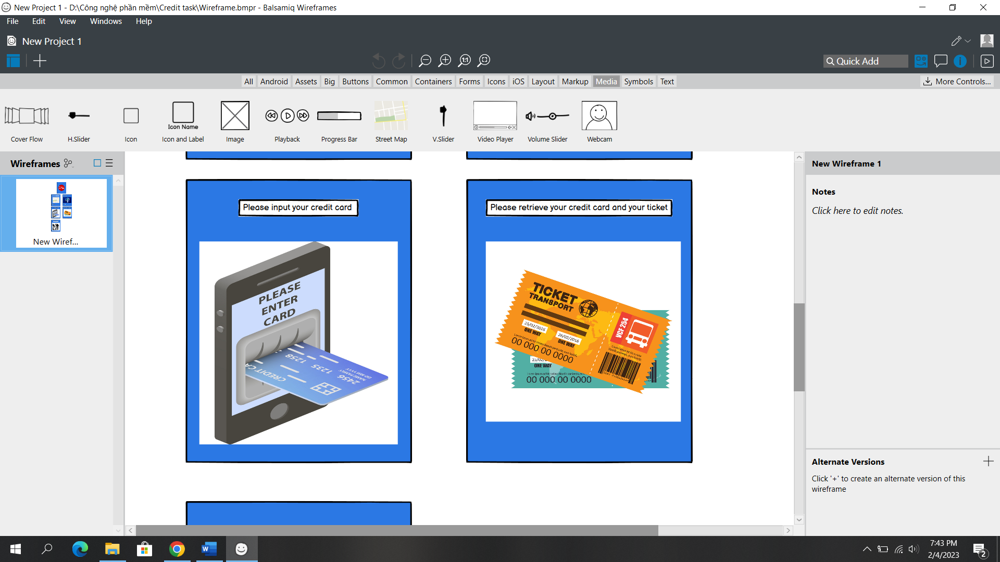 New Project 1 - D:\Công nghệ phần mềm\Credit task\Wireframe.bmpr - Balsamiq Wireframes
File Edit View Windows Help
New Project 1
1:1
Quick Add
All Android Assets Big Buttons Common Containers Forms Icons iOS Layout Markup Media Symbols Text
More Controls...
Icon Name
Cover Flow H.Slider Icon Icon and Label Image Playback Progress Bar Street Map V.Slider Video Player Volume Slider Webcam
Wireframes
New Wiref...
Please input your credit card
PLEASE
ENTER
CARD
CREDIT CA
2456 1235 1258
Please retrieve your credit card and your ticket
TICKET
TRANSPORT
25/02/2016
ONE WAY
26/02/2016
ONE WAY
00 000 00 0000
VCF 254
25/02/2
ONE WAY
00 000 00 0000
New Wireframe 1
Notes
Click here to edit notes.
Alternate Versions
Click '+' to create an alternate version of this
wireframe
7:43 PM
2/4/2023
2